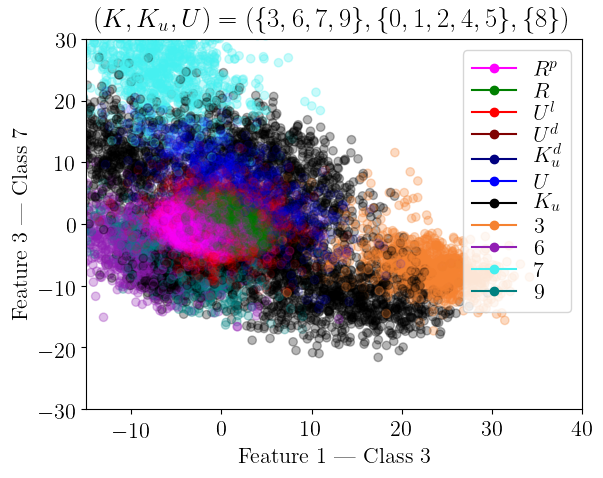 (K, K_u, U) = ({3, 6, 7, 9}, {0, 1, 2, 4, 5}, {8})
30
20
10
0
−10
−20
−30
Feature 3 — Class 7
R^p
R
U^l
U^d
K_u^d
U
K_u
3
6
7
9
−10 0 10 20 30 40
Feature 1 — Class 3